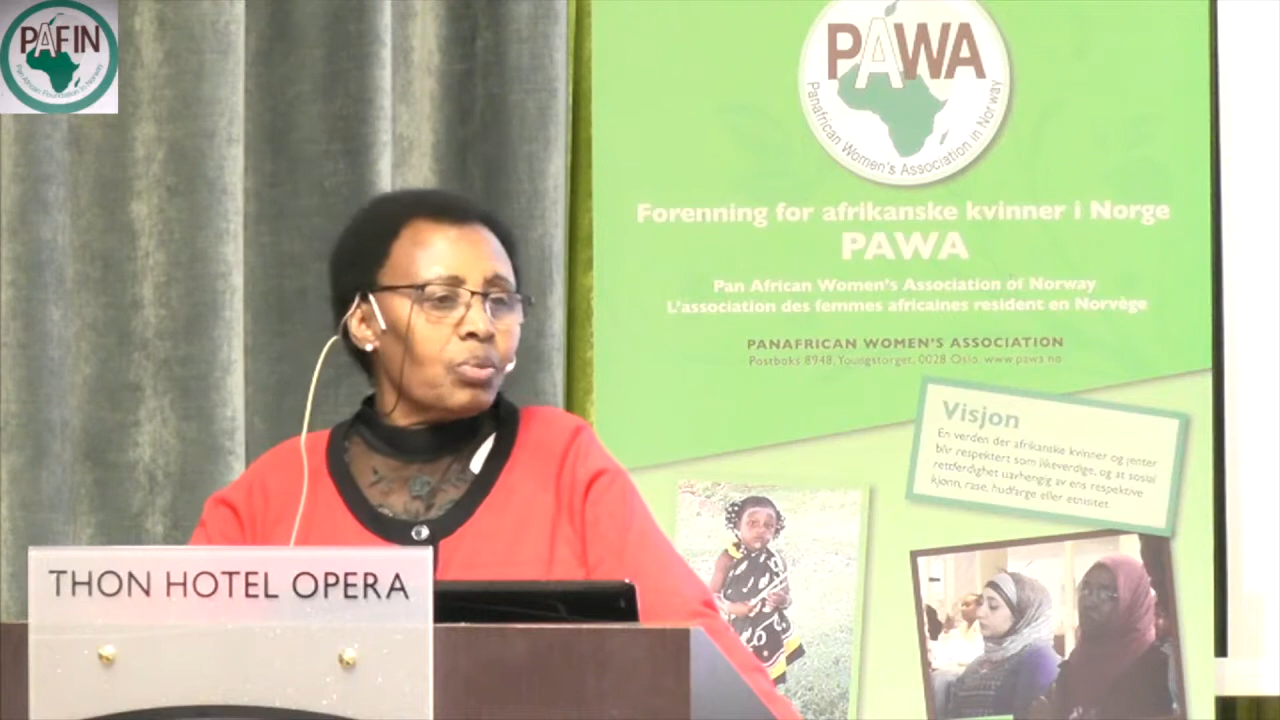 PAFIN
Pan African Foundation in Norway
PAWA
Panafrican Women's Association in Norway
Forenning for afrikanske kvinner i Norge
PAWA
Pan African Women's Association of Norway
L'association des femmes africaines resident en Norvège
PANAFRICAN WOMEN'S ASSOCIATION
Postboks 8948, Youngstorget, 0028 Oslo, www.pawa.no
Visjon
En verden der afrikanske kvinner og jenter
blir respektert som likeverdige, og at sosial
rettferdighet uavhengig av ens respektive
kjønn, rase, hudfarge eller etnisitet.
THON HOTEL OPERA